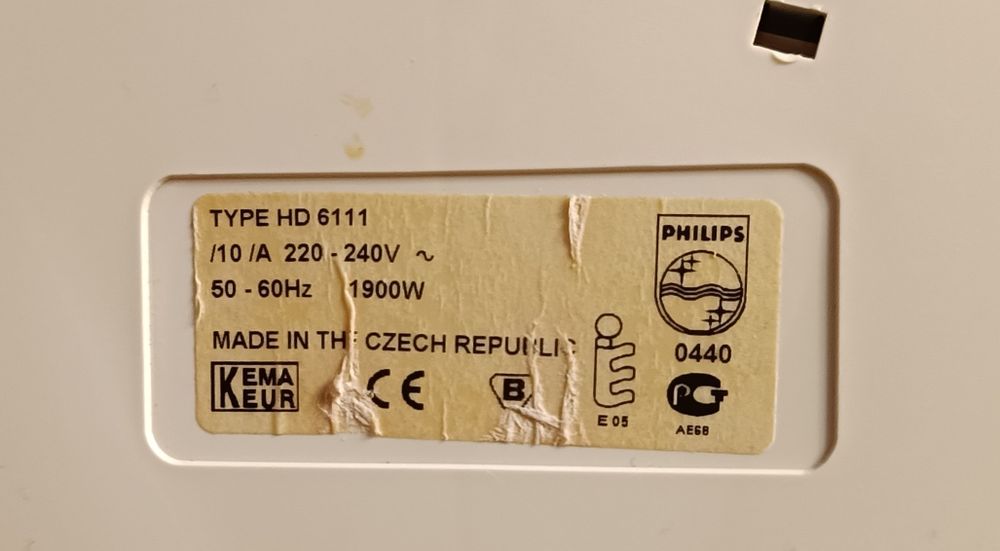 TYPE HD 6111
/10 /A 220 - 240V ~
50 - 60Hz 1900W
MADE IN THE CZECH REPUBLIC
KEMA
KEUR
CE
B
E 05
PHILIPS
0440
PCT
AE68